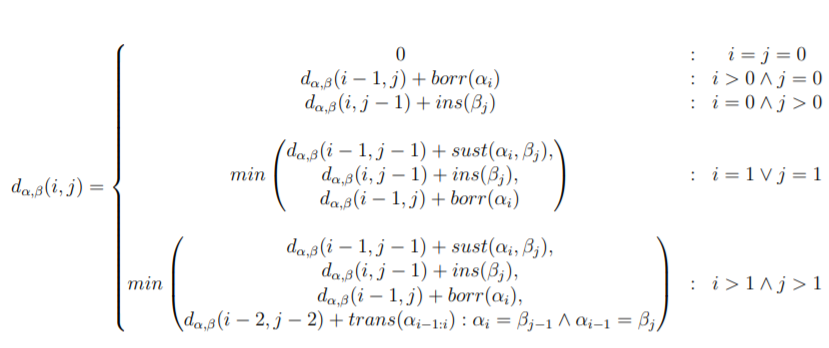 0 : i = j = 0
d_{α,β}(i − 1, j) + borr(α_i) : i > 0 ∧ j = 0
d_{α,β}(i, j − 1) + ins(β_j) : i = 0 ∧ j > 0
d_{α,β}(i − 1, j − 1) + sust(α_i, β_j),
d_{α,β}(i, j) = { min ( d_{α,β}(i, j − 1) + ins(β_j), ) : i = 1 ∨ j = 1
d_{α,β}(i − 1, j) + borr(α_i)
d_{α,β}(i − 1, j − 1) + sust(α_i, β_j),
d_{α,β}(i, j − 1) + ins(β_j),
min ( d_{α,β}(i − 1, j) + borr(α_i), ) : i > 1 ∧ j > 1
d_{α,β}(i − 2, j − 2) + trans(α_{i−1:i}) : α_i = β_{j−1} ∧ α_{i−1} = β_j